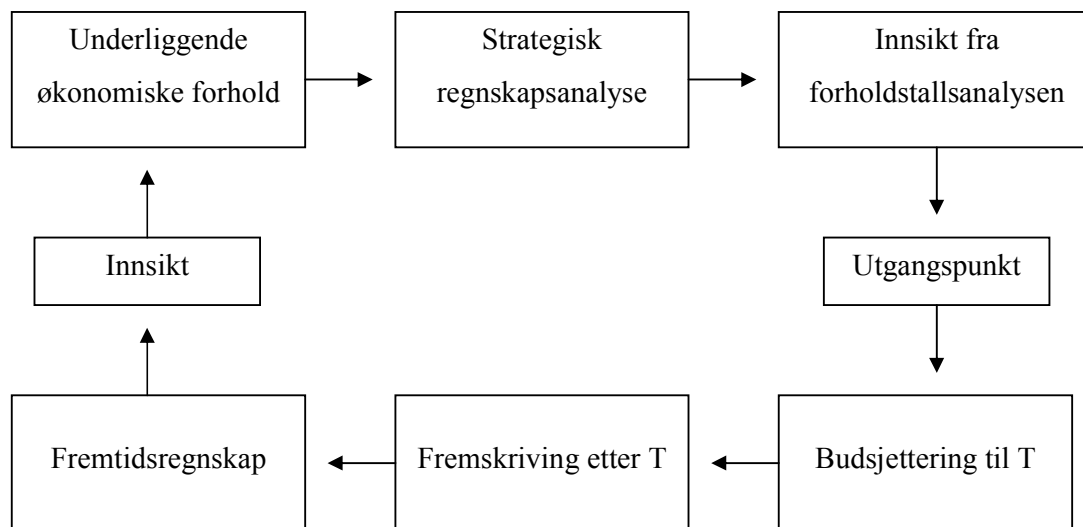 Underliggende
økonomiske forhold
Strategisk
regnskapsanalyse
Innsikt fra
forholdstallsanalysen
Innsikt
Utgangspunkt
Fremtidsregnskap
Fremskriving etter T
Budsjettering til T